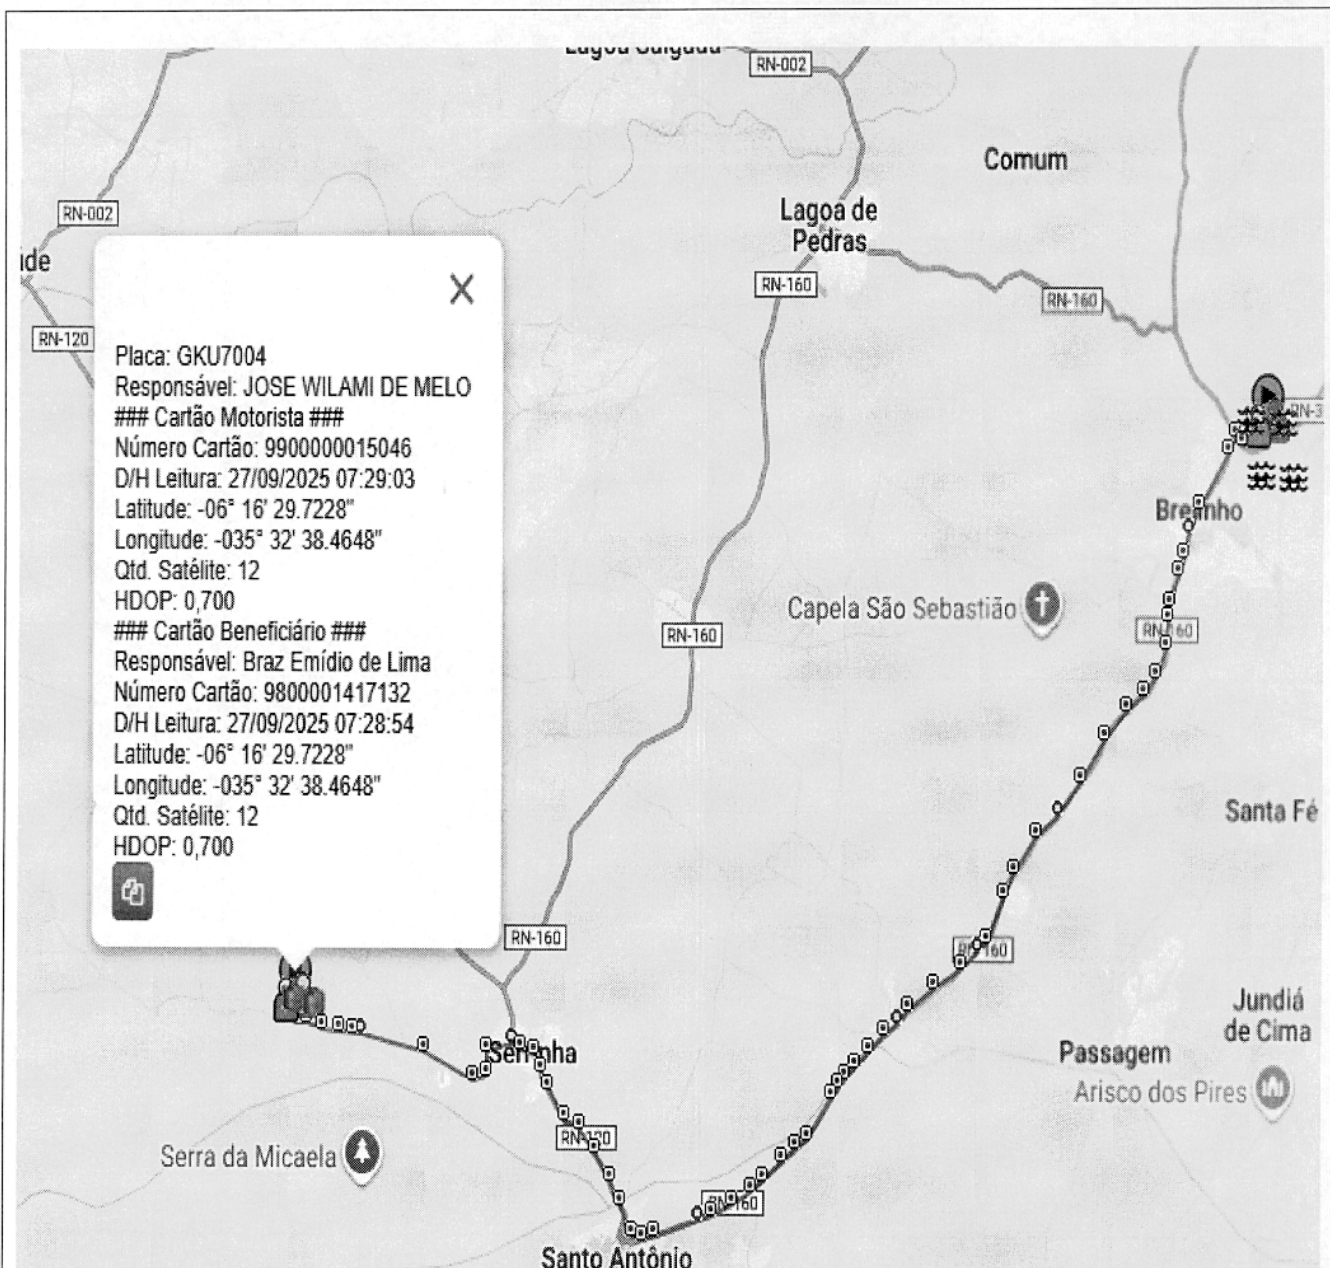 Lagoa Salgada
RN-002
Comum
RN-002
Lagoa de
Pedras
RN-160
RN-160
RN-120
Placa: GKU7004
Responsável: JOSE WILAMI DE MELO
### Cartão Motorista ###
Número Cartão: 9900000015046
D/H Leitura: 27/09/2025 07:29:03
Latitude: -06° 16' 29.7228"
Longitude: -035° 32' 38.4648"
Qtd. Satélite: 12
HDOP: 0,700
### Cartão Beneficiário ###
Responsável: Braz Emídio de Lima
Número Cartão: 9800001417132
D/H Leitura: 27/09/2025 07:28:54
Latitude: -06° 16' 29.7228"
Longitude: -035° 32' 38.4648"
Qtd. Satélite: 12
HDOP: 0,700
Brejinho
Capela São Sebastião
RN-160
RN-160
Santa Fé
RN-160
RN-160
Jundiá
de Cima
Serrinha
Passagem
Arisco dos Pires
RN-120
Serra da Micaela
RN-160
Santo Antônio